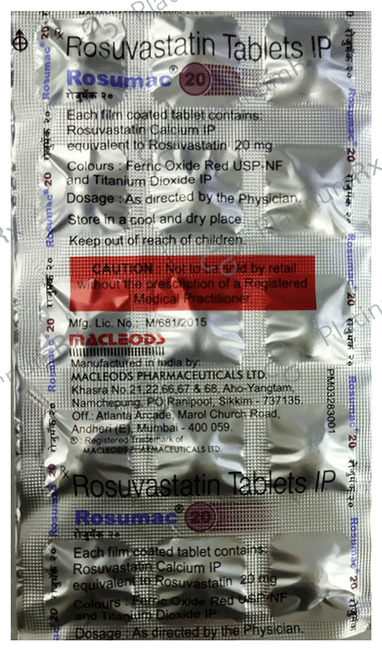 Rx Rosuvastatin Tablets IP
Rosumac® 20
रोजुमॅक २०
Each film coated tablet contains:
Rosuvastatin Calcium IP
equivalent to Rosuvastatin 20 mg
Colours : Ferric Oxide Red USP-NF
and Titanium Dioxide IP
Dosage : As directed by the Physician.
Store in a cool and dry place.
Keep out of reach of children.
CAUTION : Not to be sold by retail
without the prescription of a Registered
Medical Practitioner.
Mfg. Lic. No.: M/681/2015
MACLEODS
Manufactured in India by:
MACLEODS PHARMACEUTICALS LTD.
Khasra No.21,22,66,67 & 68, Aho-Yangtam,
Namchepung, PO Ranipool, Sikkim - 737135.
Off.: Atlanta Arcade, Marol Church Road,
Andheri (E), Mumbai - 400 059.
® : Registered Trademark of
MACLEODS PHARMACEUTICALS LTD
PM03283001
Rx Rosuvastatin Tablets IP
Rosumac® 20
रोजुमॅक २०
Each film coated tablet contains:
Rosuvastatin Calcium IP
equivalent to Rosuvastatin 20 mg
Colours : Ferric Oxide Red USP-NF
and Titanium Dioxide IP
Dosage : As directed by the Physician.